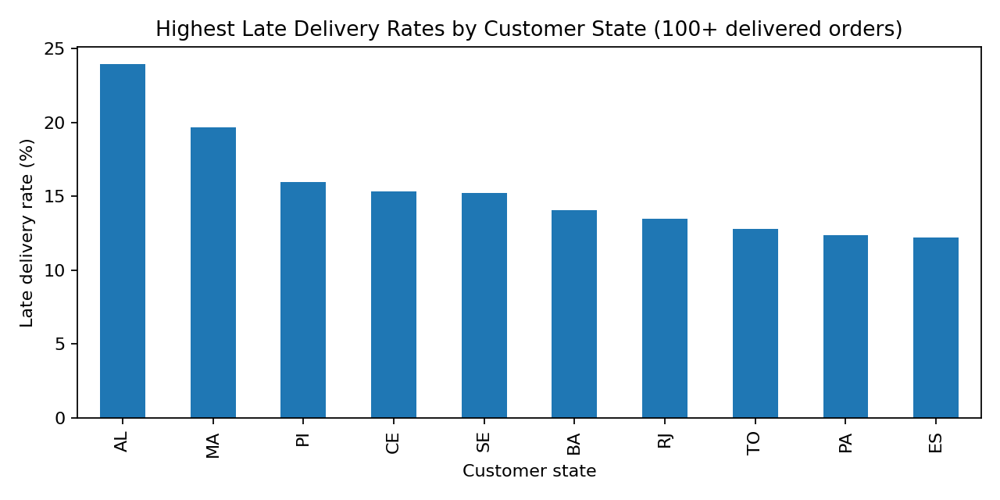 Highest Late Delivery Rates by Customer State (100+ delivered orders)
Late delivery rate (%)
25
20
15
10
5
0
AL MA PI CE SE BA RJ TO PA ES
Customer state